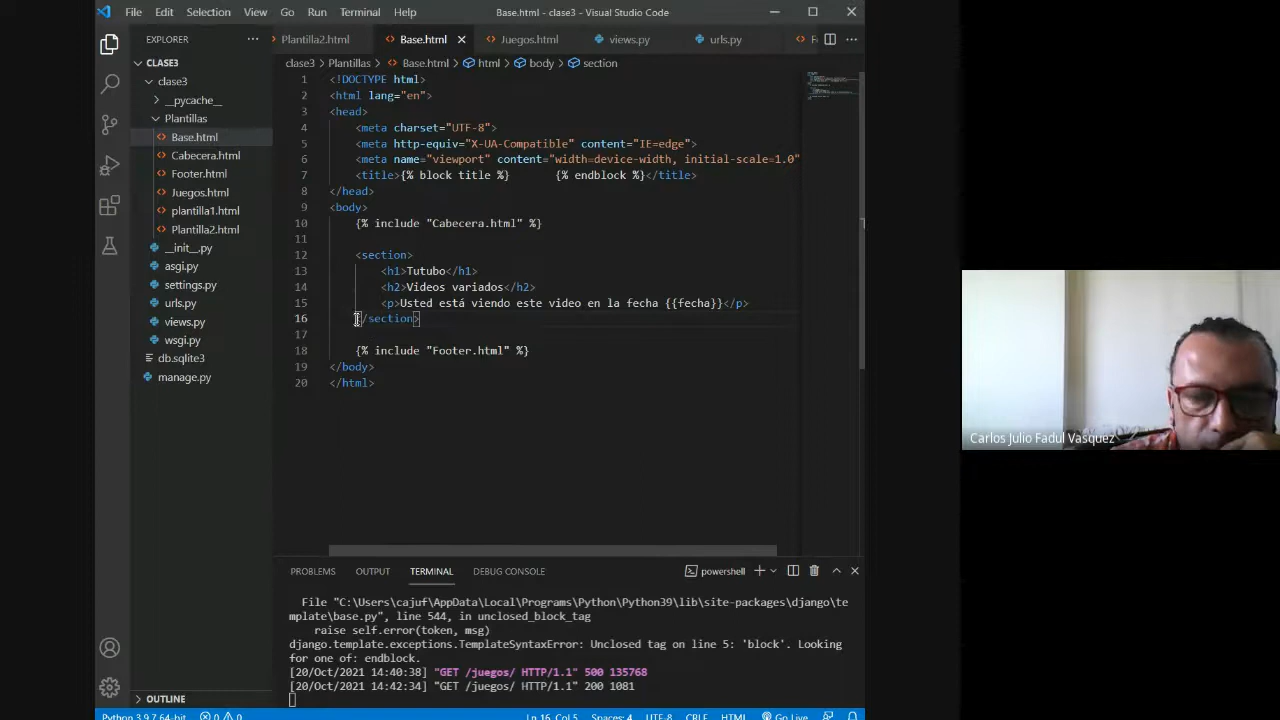 File Edit Selection View Go Run Terminal Help Base.html - clase3 - Visual Studio Code
EXPLORER
Plantilla2.html Base.html Juegos.html views.py urls.py
CLASE3
clase3 > Plantillas > Base.html > html > body > section
clase3
__pycache__
Plantillas
Base.html
Cabecera.html
Footer.html
Juegos.html
plantilla1.html
Plantilla2.html
__init__.py
asgi.py
settings.py
urls.py
views.py
wsgi.py
db.sqlite3
manage.py
OUTLINE
1 <!DOCTYPE html>
2 <html lang="en">
3 <head>
4 <meta charset="UTF-8">
5 <meta http-equiv="X-UA-Compatible" content="IE=edge">
6 <meta name="viewport" content="width=device-width, initial-scale=1.0"
7 <title>{% block title %} {% endblock %}</title>
8 </head>
9 <body>
10 {% include "Cabecera.html" %}
11
12 <section>
13 <h1>Tutubo</h1>
14 <h2>Videos variados</h2>
15 <p>Usted está viendo este video en la fecha {{fecha}}</p>
16 </section>
17
18 {% include "Footer.html" %}
19 </body>
20 </html>
PROBLEMS OUTPUT TERMINAL DEBUG CONSOLE powershell
File "C:\Users\cajuf\AppData\Local\Programs\Python\Python39\lib\site-packages\django\te
mplate\base.py", line 544, in unclosed_block_tag
raise self.error(token, msg)
django.template.exceptions.TemplateSyntaxError: Unclosed tag on line 5: 'block'. Looking
for one of: endblock.
[20/Oct/2021 14:40:38] "GET /juegos/ HTTP/1.1" 500 135768
[20/Oct/2021 14:42:34] "GET /juegos/ HTTP/1.1" 200 1081
Python 3.9.7 64-bit 0 0 Ln 16, Col 5 Spaces: 4 UTF-8 CRLF HTML Go Live
Carlos Julio Fadul Vasquez